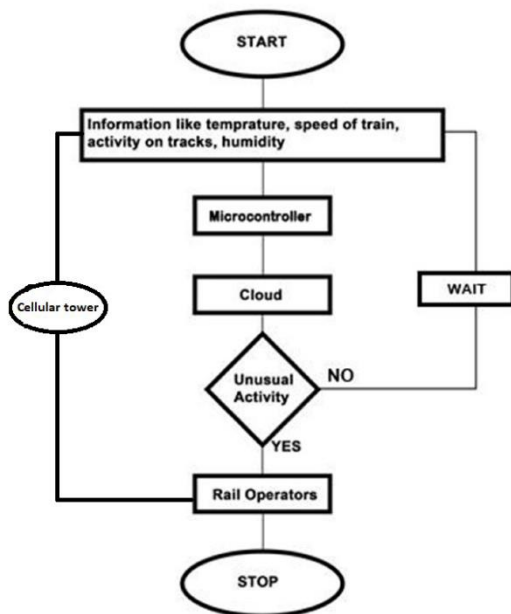 START
Information like temprature, speed of train,
activity on tracks, humidity
Microcontroller
Cellular tower
Cloud
WAIT
Unusual
Activity
NO
YES
Rail Operators
STOP